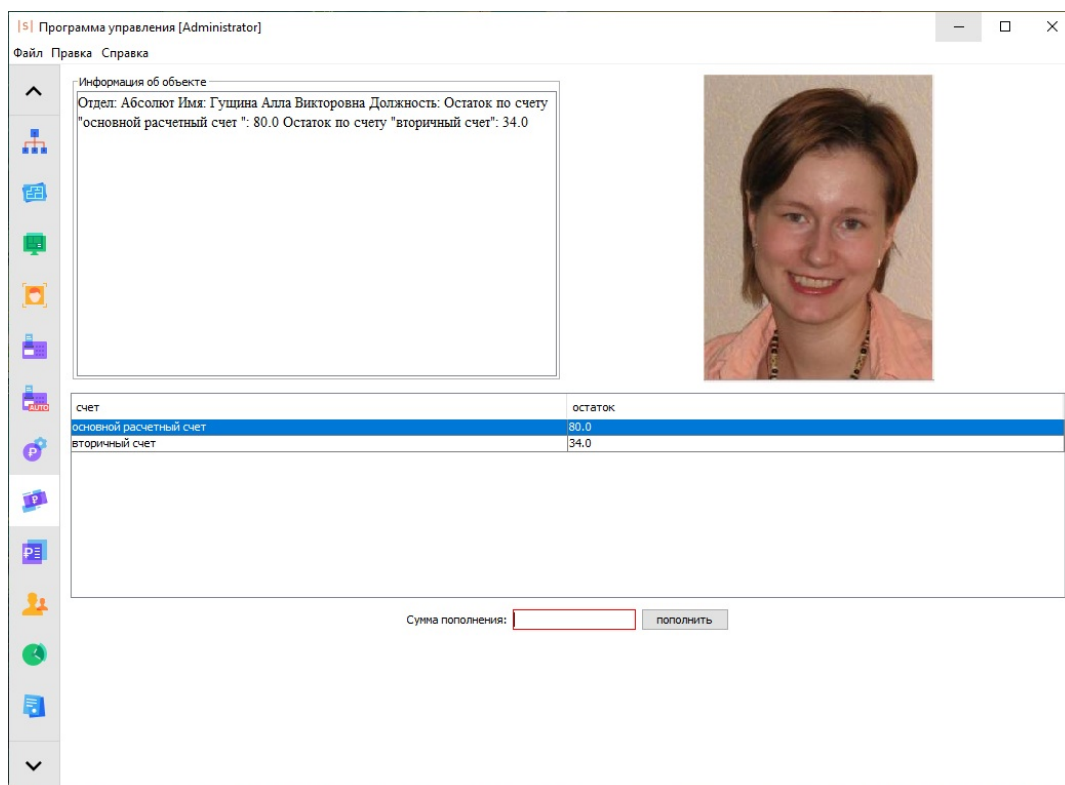 |S| Программа управления [Administrator]
Файл Правка Справка
Информация об объекте
Отдел: Абсолют Имя: Гущина Алла Викторовна Должность: Остаток по счету
"основной расчетный счет ": 80.0 Остаток по счету "вторичный счет": 34.0
счет остаток
основной расчетный счет 80.0
вторичный счет 34.0
Сумма пополнения: пополнить
AUTO